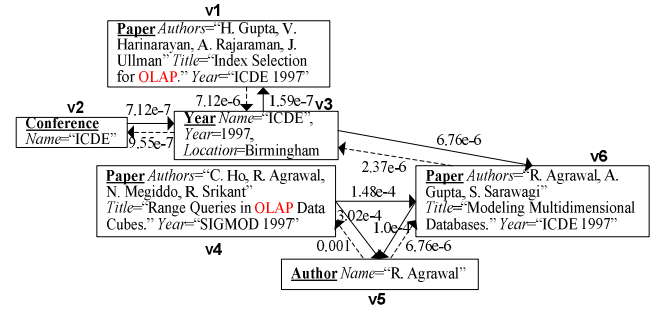 v1
Paper Authors=“H. Gupta, V.
Harinarayan, A. Rajaraman, J.
Ullman” Title=“Index Selection
for OLAP.” Year=“ICDE 1997”
v2
7.12e-7
7.12e-6
1.59e-7
v3
Conference
Name=“ICDE”
9.55e-7
Year Name=“ICDE”,
Year=1997,
Location=Birmingham
6.76e-6
2.37e-6
v6
Paper Authors=“C. Ho, R. Agrawal,
N. Megiddo, R. Srikant”
Title=“Range Queries in OLAP Data
Cubes.” Year=“SIGMOD 1997”
v4
1.48e-4
3.02e-4
1.0e-4
Paper Authors=“R. Agrawal, A.
Gupta, S. Sarawagi”
Title=“Modeling Multidimensional
Databases.” Year=“ICDE 1997”
0.001
6.76e-6
Author Name=“R. Agrawal”
v5